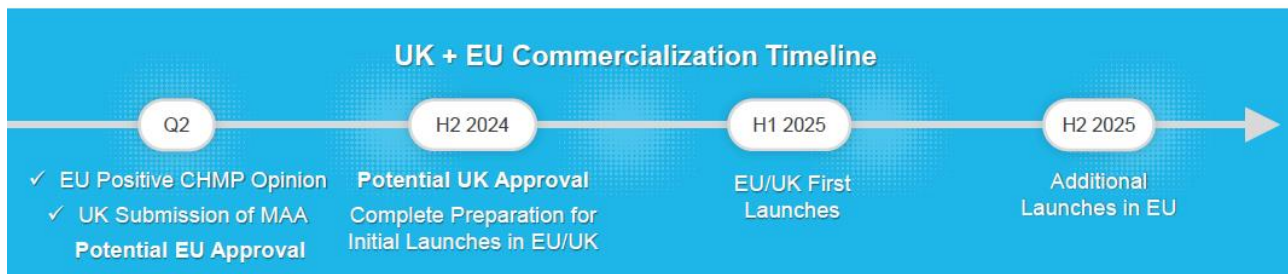 UK + EU Commercialization Timeline
Q2
✓ EU Positive CHMP Opinion
✓ UK Submission of MAA
Potential EU Approval
H2 2024
Potential UK Approval
Complete Preparation for
Initial Launches in EU/UK
H1 2025
EU/UK First
Launches
H2 2025
Additional
Launches in EU